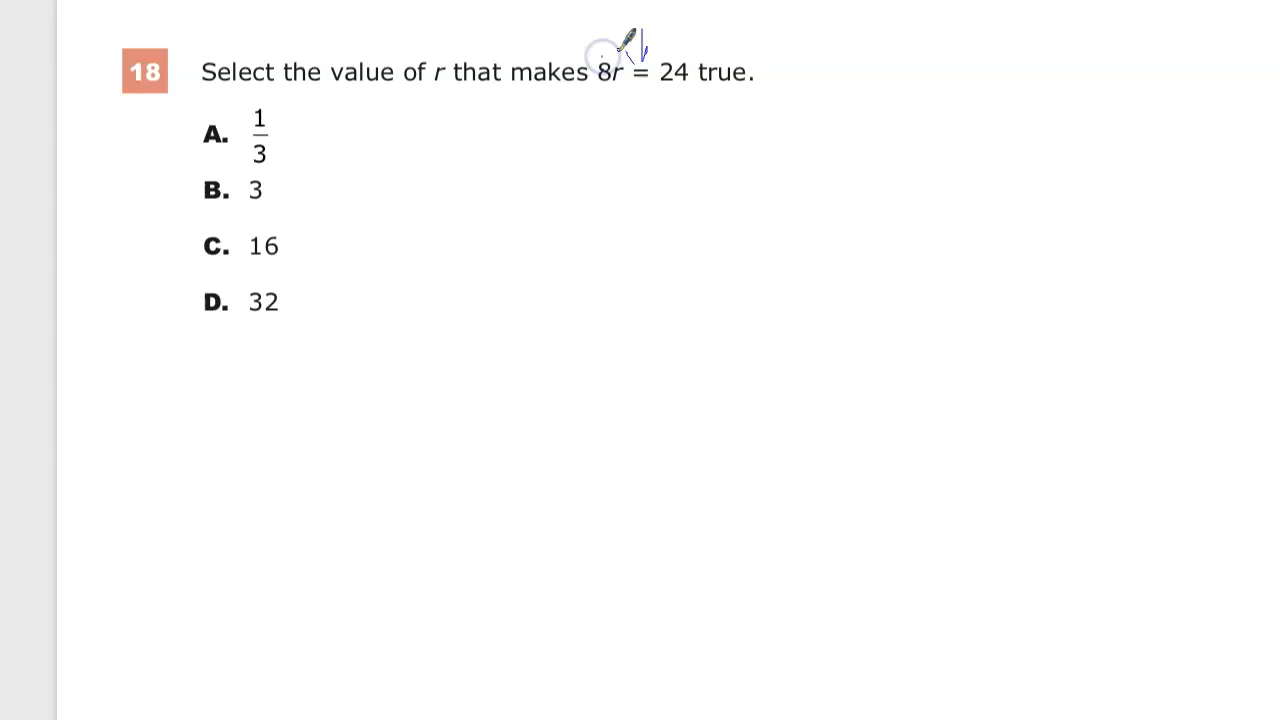 18 Select the value of r that makes 8r = 24 true.
A. 1/3
B. 3
C. 16
D. 32